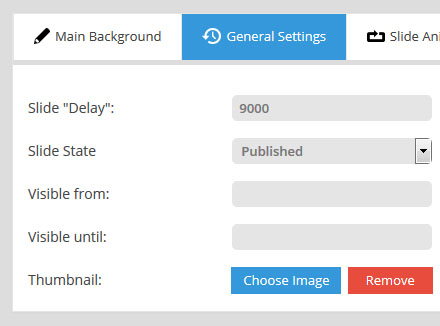 Main Background General Settings Slide Ani
Slide "Delay": 9000
Slide State Published
Visible from:
Visible until:
Thumbnail: Choose Image Remove